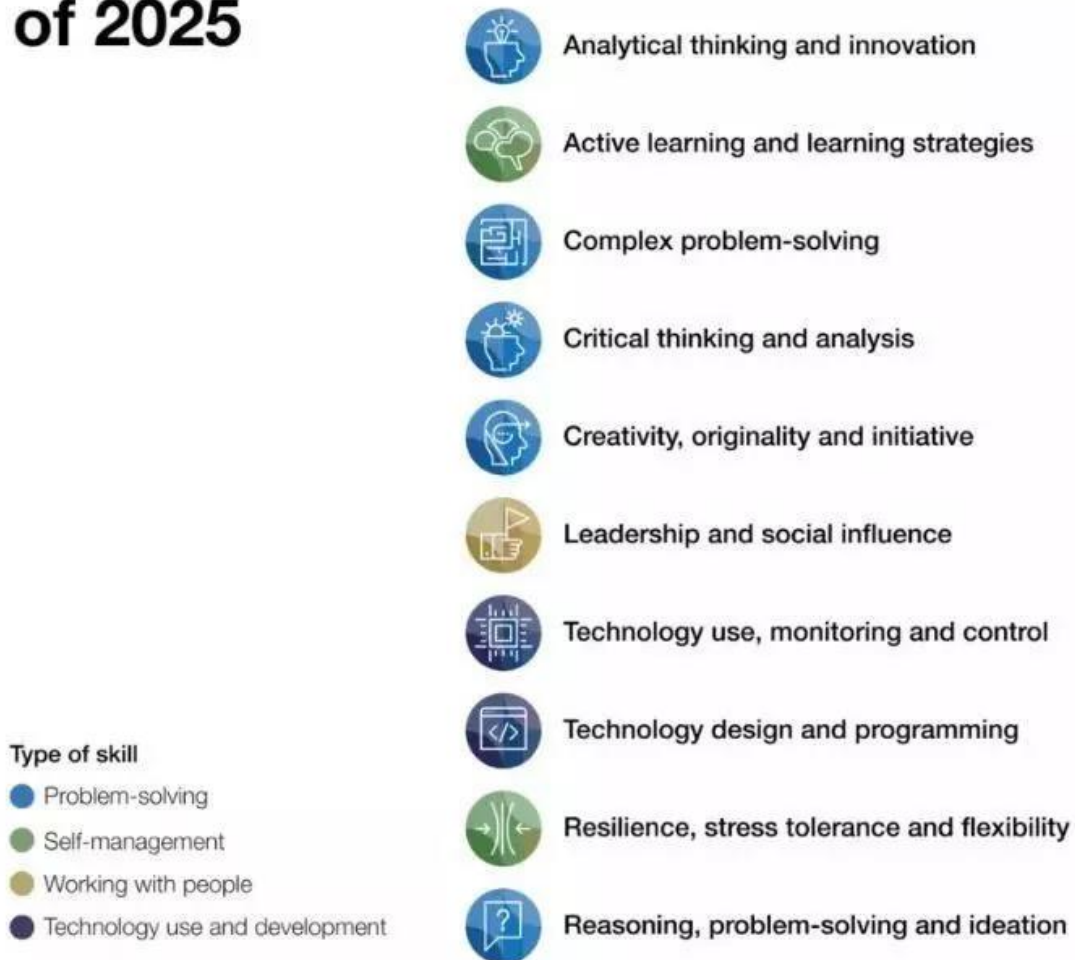 of 2025
Analytical thinking and innovation
Active learning and learning strategies
Complex problem-solving
Critical thinking and analysis
Creativity, originality and initiative
Leadership and social influence
Technology use, monitoring and control
Technology design and programming
Resilience, stress tolerance and flexibility
Reasoning, problem-solving and ideation
Type of skill
Problem-solving
Self-management
Working with people
Technology use and development